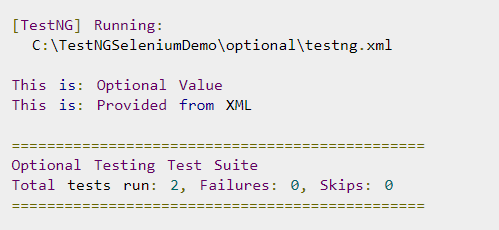 [TestNG] Running:
C:\TestNGSeleniumDemo\optional\testng.xml
This is: Optional Value
This is: Provided from XML
===============================================
Optional Testing Test Suite
Total tests run: 2, Failures: 0, Skips: 0
===============================================